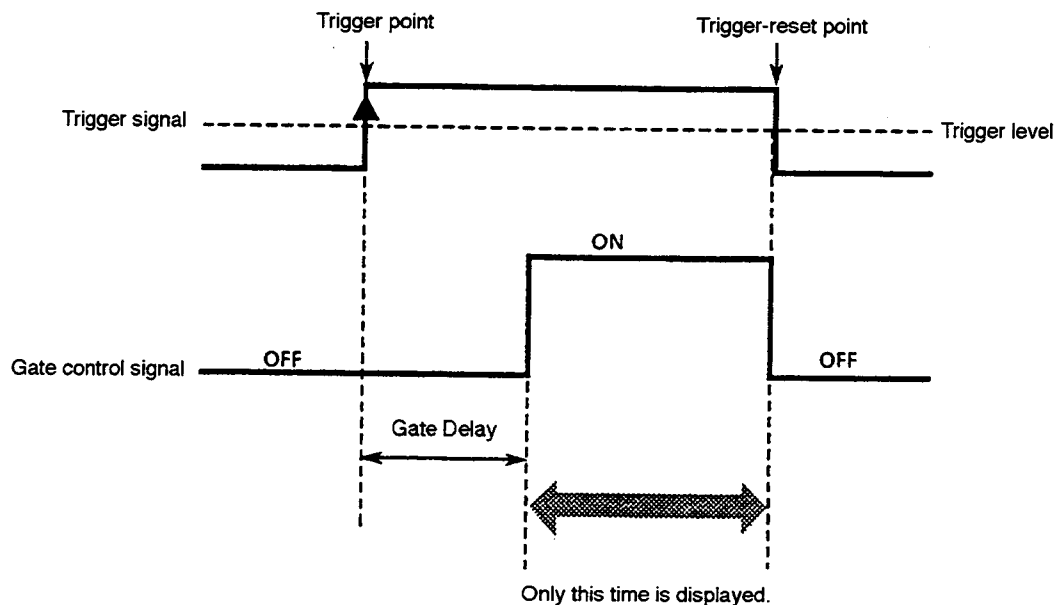 Trigger point
Trigger-reset point
Trigger signal
Trigger level
ON
Gate control signal
OFF
OFF
Gate Delay
Only this time is displayed.